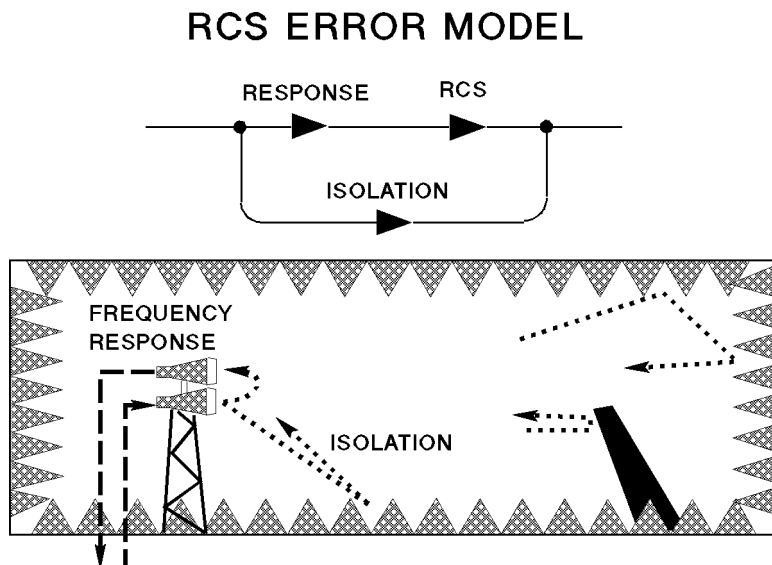 RCS ERROR MODEL
RESPONSE RCS
ISOLATION
FREQUENCY
RESPONSE
ISOLATION